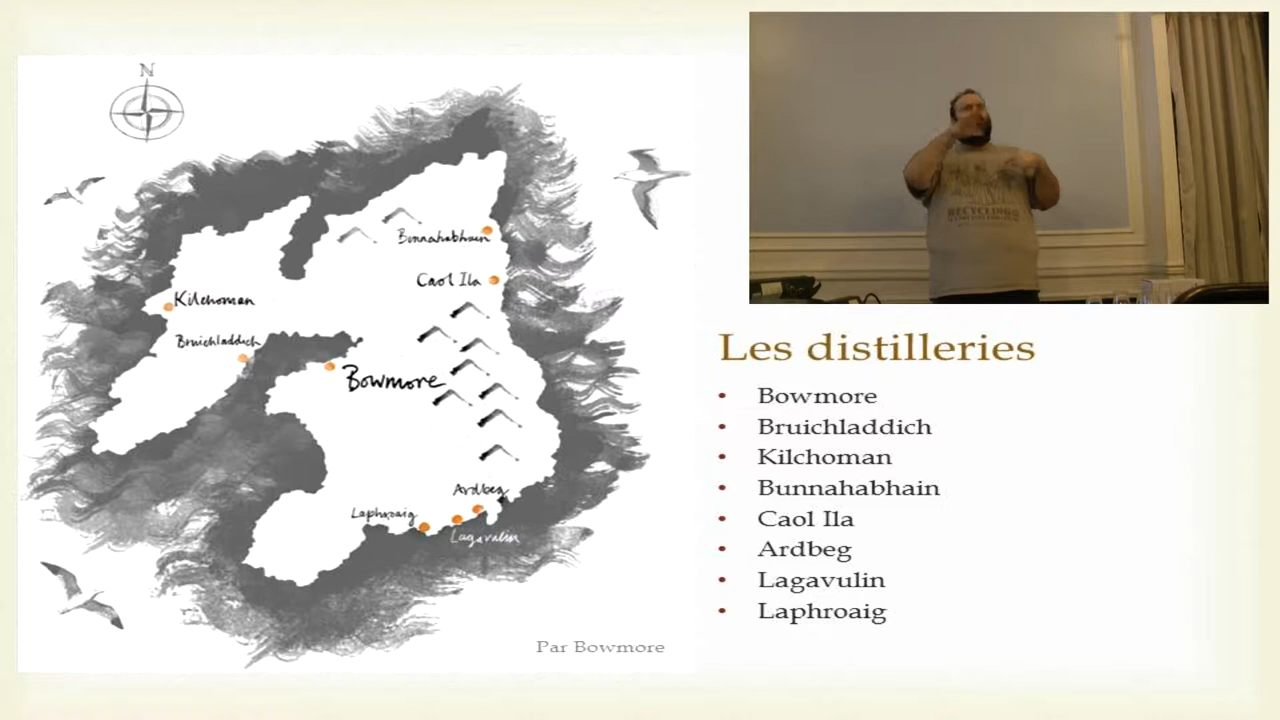 N
Bunnahabhain
Caol Ila
Kilchoman
Bruichladdich
Bowmore
Ardbeg
Laphroaig
Lagavulin
Par Bowmore
RECYCLING
Les distilleries
• Bowmore
• Bruichladdich
• Kilchoman
• Bunnahabhain
• Caol Ila
• Ardbeg
• Lagavulin
• Laphroaig